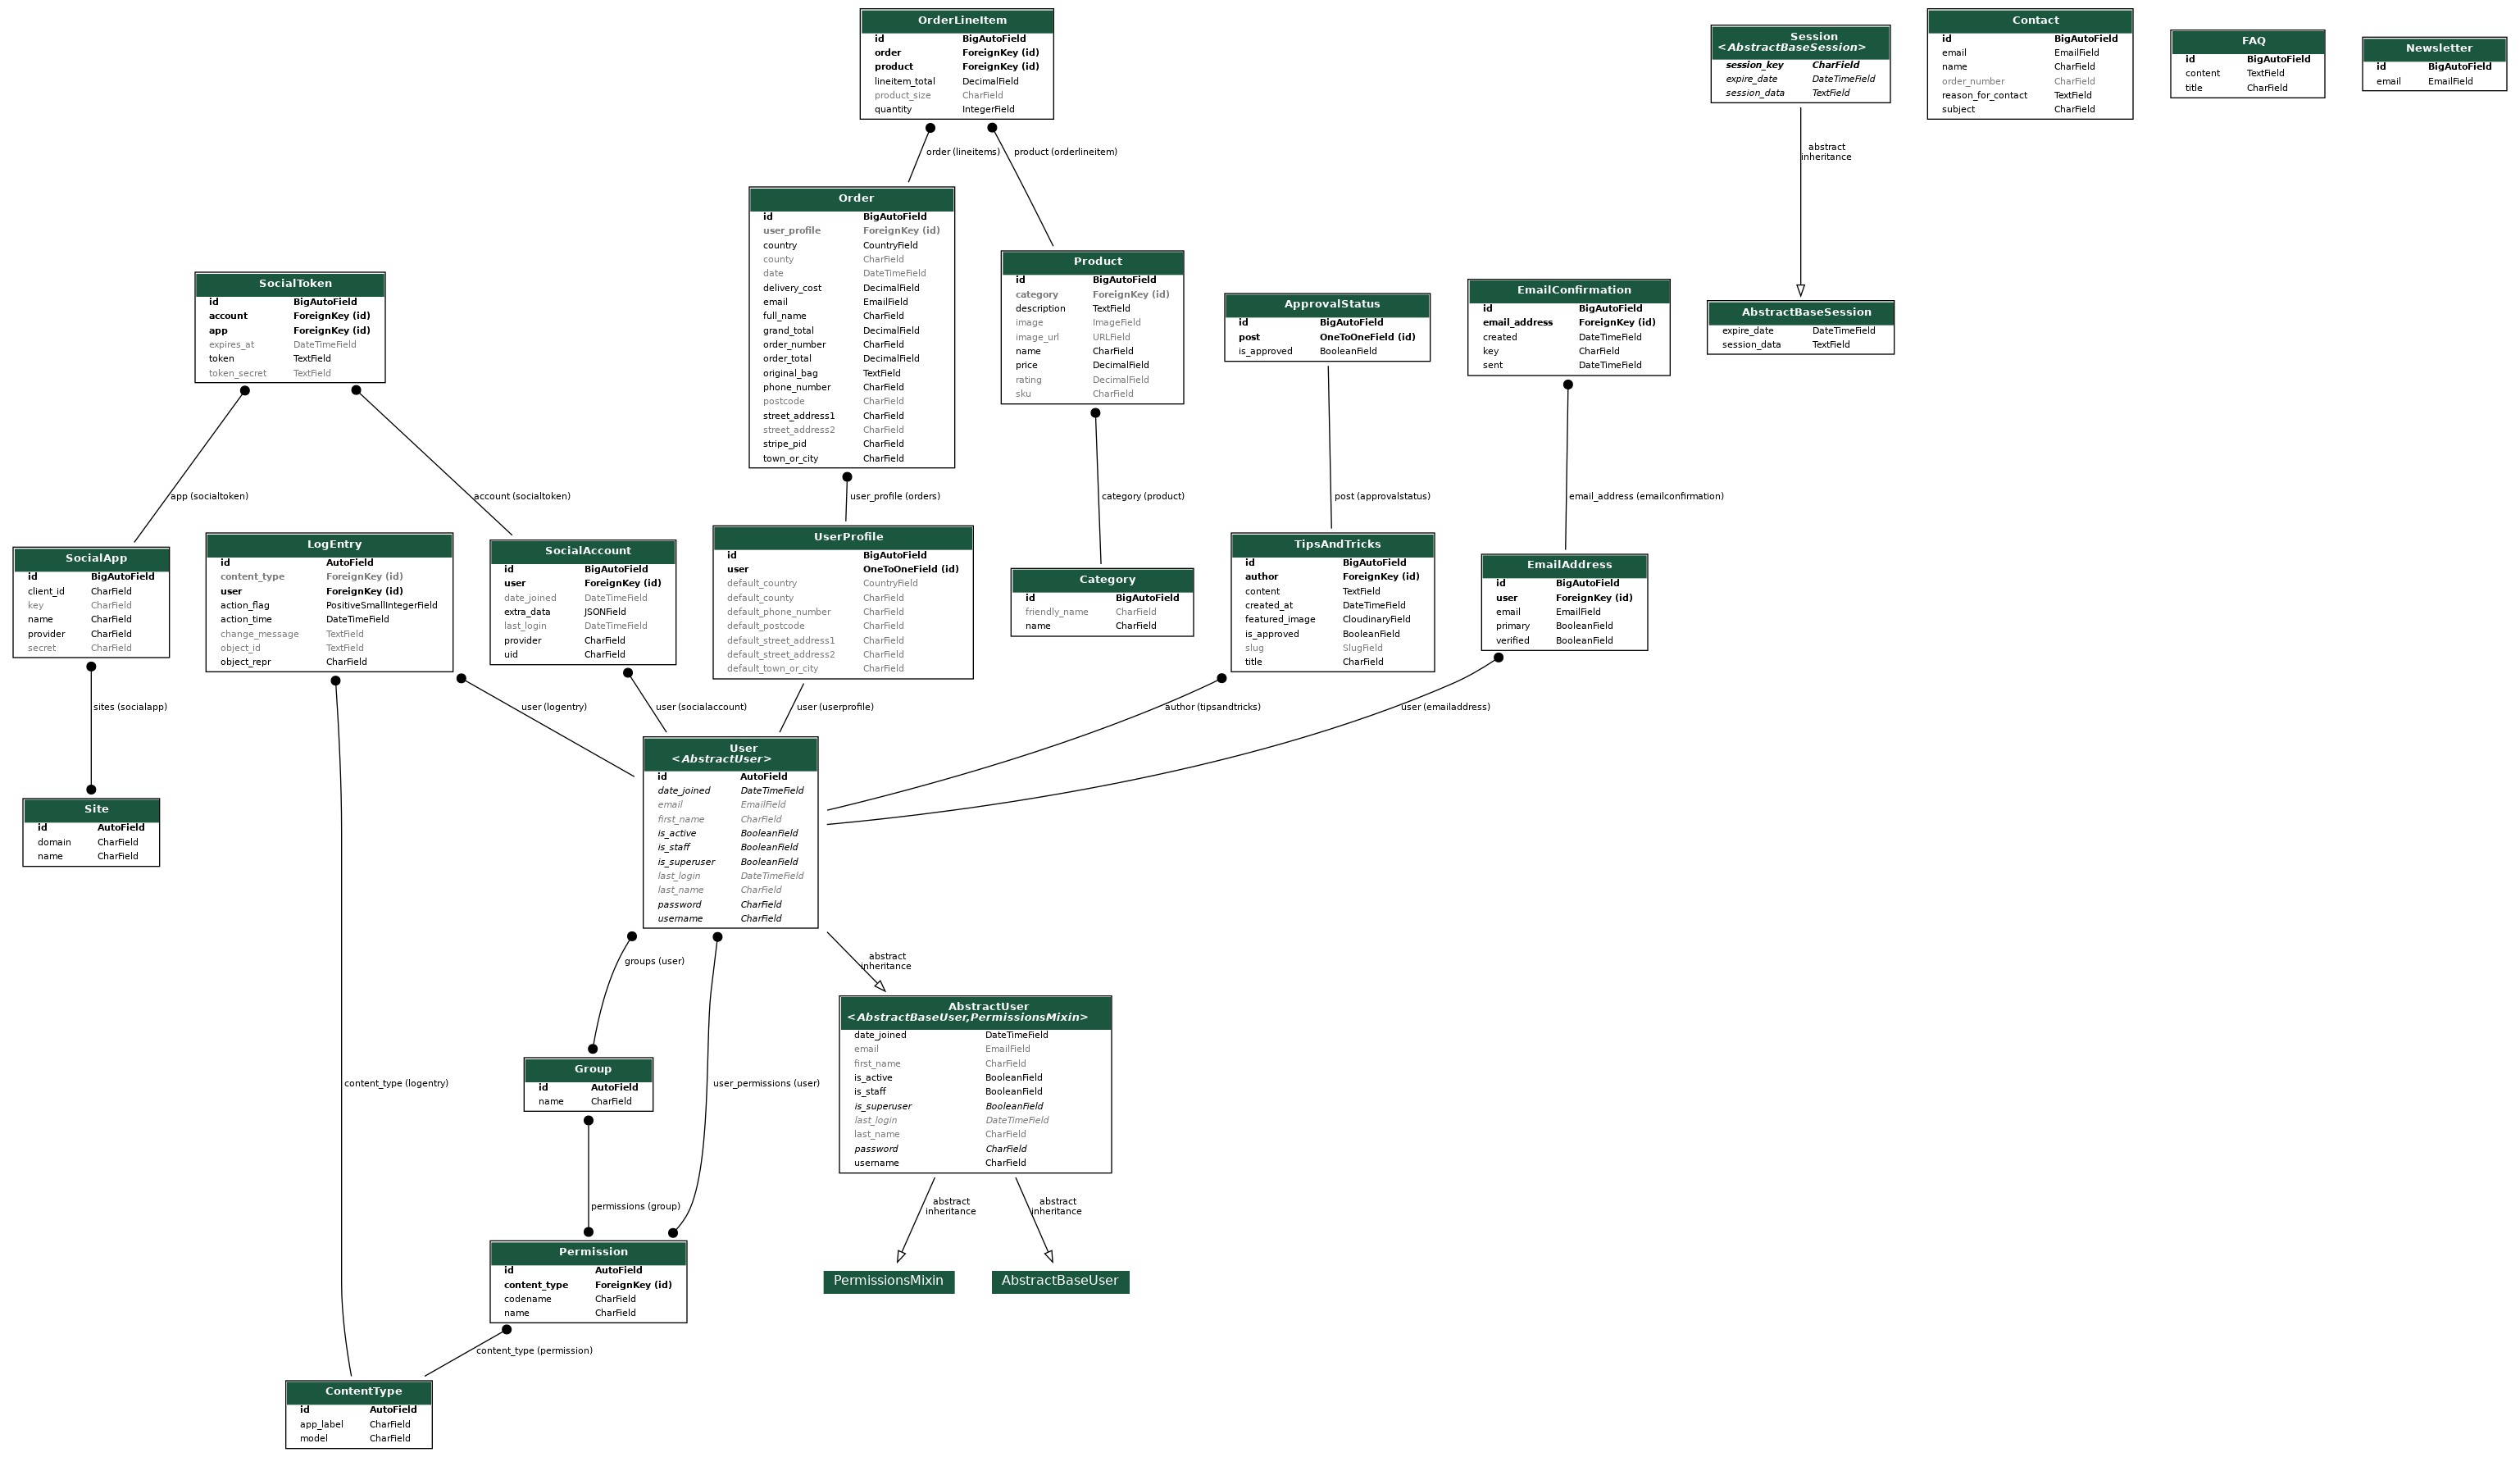 OrderLineItem
id BigAutoField
order ForeignKey (id)
product ForeignKey (id)
lineitem_total DecimalField
product_size CharField
quantity IntegerField
Session
<AbstractBaseSession>
session_key CharField
expire_date DateTimeField
session_data TextField
Contact
id BigAutoField
email EmailField
name CharField
order_number CharField
reason_for_contact TextField
subject CharField
FAQ
id BigAutoField
content TextField
title CharField
Newsletter
id BigAutoField
email EmailField
order (lineitems)
product (orderlineitem)
abstract
inheritance
Order
id BigAutoField
user_profile ForeignKey (id)
country CountryField
county CharField
date DateTimeField
delivery_cost DecimalField
email EmailField
full_name CharField
grand_total DecimalField
order_number CharField
order_total DecimalField
original_bag TextField
phone_number CharField
postcode CharField
street_address1 CharField
street_address2 CharField
stripe_pid CharField
town_or_city CharField
Product
id BigAutoField
category ForeignKey (id)
description TextField
image ImageField
image_url URLField
name CharField
price DecimalField
rating DecimalField
sku CharField
SocialToken
id BigAutoField
account ForeignKey (id)
app ForeignKey (id)
expires_at DateTimeField
token TextField
token_secret TextField
ApprovalStatus
id BigAutoField
post OneToOneField (id)
is_approved BooleanField
EmailConfirmation
id BigAutoField
email_address ForeignKey (id)
created DateTimeField
key CharField
sent DateTimeField
AbstractBaseSession
expire_date DateTimeField
session_data TextField
app (socialtoken)
account (socialtoken)
user_profile (orders)
category (product)
post (approvalstatus)
email_address (emailconfirmation)
SocialApp
id BigAutoField
client_id CharField
key CharField
name CharField
provider CharField
secret CharField
LogEntry
id AutoField
content_type ForeignKey (id)
user ForeignKey (id)
action_flag PositiveSmallIntegerField
action_time DateTimeField
change_message TextField
object_id TextField
object_repr CharField
SocialAccount
id BigAutoField
user ForeignKey (id)
date_joined DateTimeField
extra_data JSONField
last_login DateTimeField
provider CharField
uid CharField
UserProfile
id BigAutoField
user OneToOneField (id)
default_country CountryField
default_county CharField
default_phone_number CharField
default_postcode CharField
default_street_address1 CharField
default_street_address2 CharField
default_town_or_city CharField
Category
id BigAutoField
friendly_name CharField
name CharField
TipsAndTricks
id BigAutoField
author ForeignKey (id)
content TextField
created_at DateTimeField
featured_image CloudinaryField
is_approved BooleanField
slug SlugField
title CharField
EmailAddress
id BigAutoField
user ForeignKey (id)
email EmailField
primary BooleanField
verified BooleanField
sites (socialapp)
user (logentry)
user (socialaccount)
user (userprofile)
author (tipsandtricks)
user (emailaddress)
Site
id AutoField
domain CharField
name CharField
User
<AbstractUser>
id AutoField
date_joined DateTimeField
email EmailField
first_name CharField
is_active BooleanField
is_staff BooleanField
is_superuser BooleanField
last_login DateTimeField
last_name CharField
password CharField
username CharField
groups (user)
abstract
inheritance
AbstractUser
<AbstractBaseUser,PermissionsMixin>
date_joined DateTimeField
email EmailField
first_name CharField
is_active BooleanField
is_staff BooleanField
is_superuser BooleanField
last_login DateTimeField
last_name CharField
password CharField
username CharField
Group
id AutoField
name CharField
content_type (logentry)
user_permissions (user)
permissions (group)
abstract
inheritance
abstract
inheritance
Permission
id AutoField
content_type ForeignKey (id)
codename CharField
name CharField
PermissionsMixin
AbstractBaseUser
content_type (permission)
ContentType
id AutoField
app_label CharField
model CharField